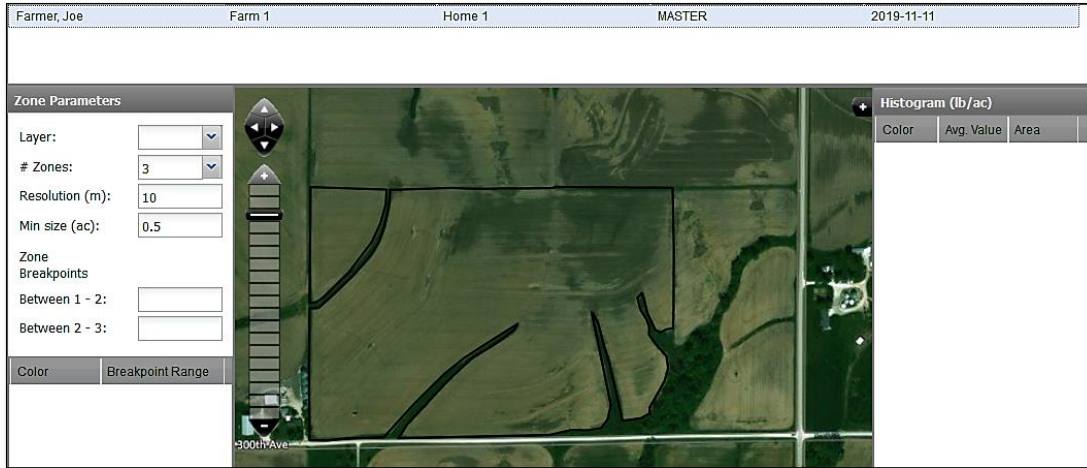 Farmer, Joe Farm 1 Home 1 MASTER 2019-11-11
Zone Parameters
Layer:
# Zones: 3
Resolution (m): 10
Min size (ac): 0.5
Zone
Breakpoints
Between 1 - 2:
Between 2 - 3:
Color Breakpoint Range
300th Ave
Histogram (lb/ac)
Color Avg. Value Area